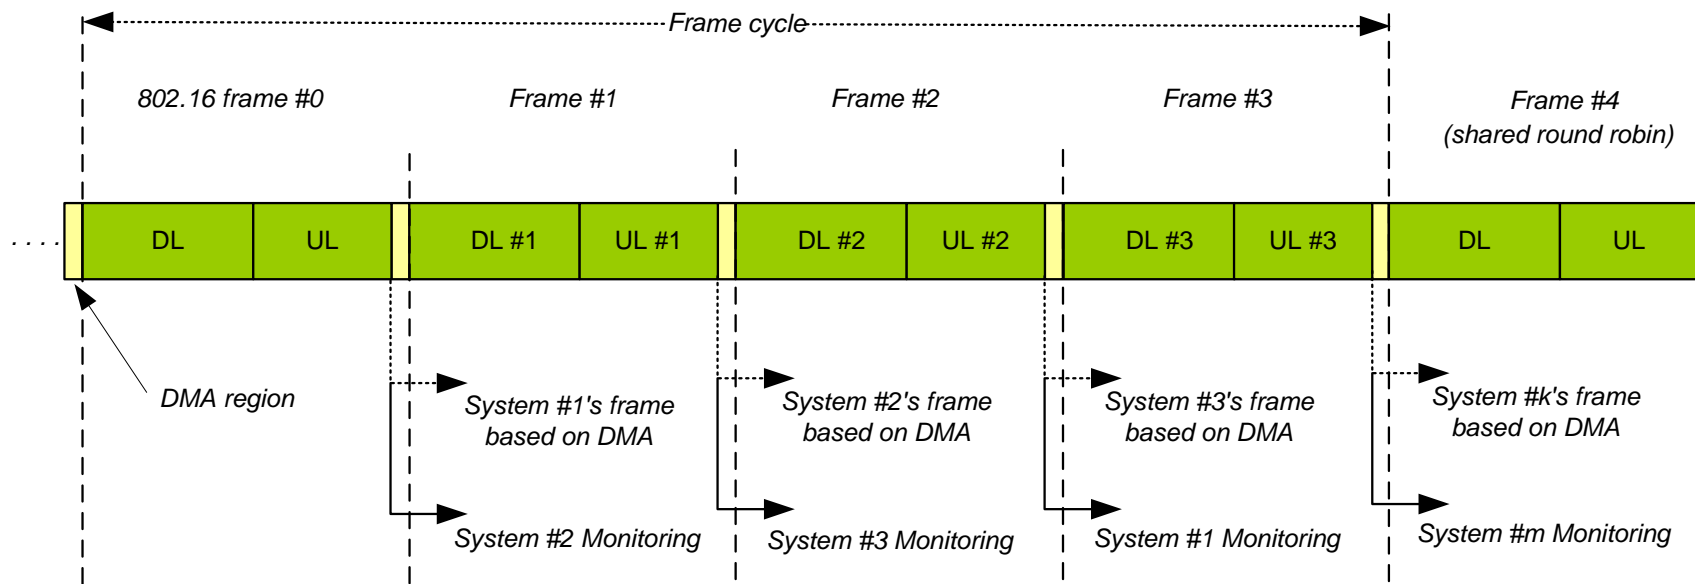 Frame cycle
802.16 frame #0
Frame #1
Frame #2
Frame #3
Frame #4
(shared round robin)
. . . .
DL
UL
DL #1
UL #1
DL #2
UL #2
DL #3
UL #3
DL
UL
DMA region
System #1's frame
based on DMA
System #2's frame
based on DMA
System #3's frame
based on DMA
System #k's frame
based on DMA
System #2 Monitoring
System #3 Monitoring
System #1 Monitoring
System #m Monitoring